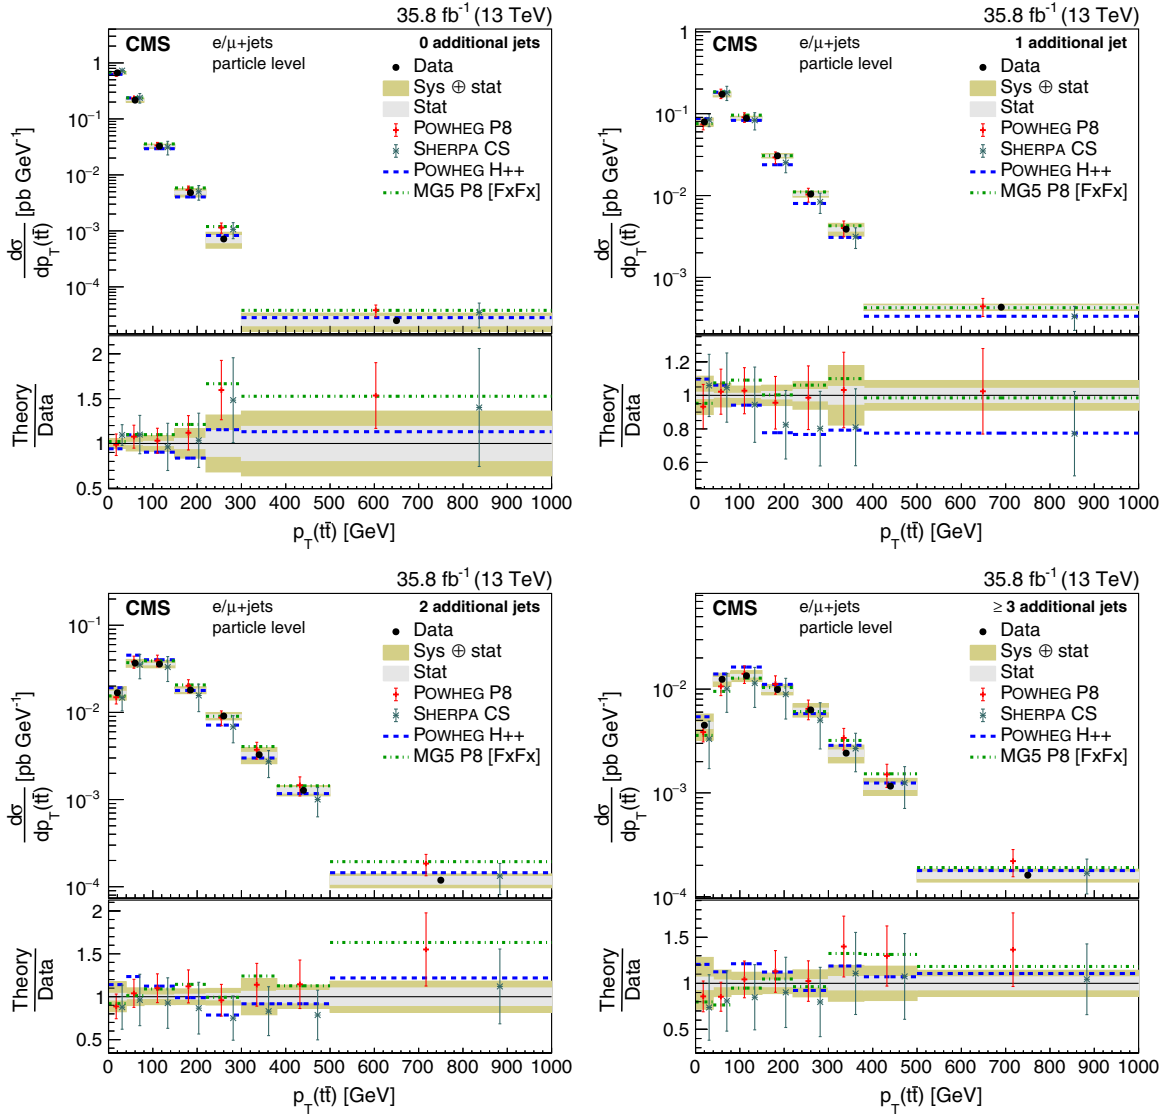 35.8 fb⁻¹ (13 TeV)
CMS e/μ+jets 0 additional jets
particle level
Data
Sys ⊕ stat
Stat
POWHEG P8
SHERPA CS
POWHEG H++
MG5 P8 [FxFx]
dσ/dp_T(tt̄) [pb GeV⁻¹]
1
10⁻¹
10⁻²
10⁻³
10⁻⁴
Theory/Data
2
1.5
1
0.5
0 100 200 300 400 500 600 700 800 900 1000
p_T(tt̄) [GeV]
35.8 fb⁻¹ (13 TeV)
CMS e/μ+jets 1 additional jet
particle level
Data
Sys ⊕ stat
Stat
POWHEG P8
SHERPA CS
POWHEG H++
MG5 P8 [FxFx]
dσ/dp_T(tt̄) [pb GeV⁻¹]
1
10⁻¹
10⁻²
10⁻³
Theory/Data
1.2
1.0
0.8
0.6
0 100 200 300 400 500 600 700 800 900 1000
p_T(tt̄) [GeV]
35.8 fb⁻¹ (13 TeV)
CMS e/μ+jets 2 additional jets
particle level
Data
Sys ⊕ stat
Stat
POWHEG P8
SHERPA CS
POWHEG H++
MG5 P8 [FxFx]
dσ/dp_T(tt̄) [pb GeV⁻¹]
10⁻¹
10⁻²
10⁻³
10⁻⁴
Theory/Data
2
1.5
1
0.5
0 100 200 300 400 500 600 700 800 900 1000
p_T(tt̄) [GeV]
35.8 fb⁻¹ (13 TeV)
CMS e/μ+jets ≥ 3 additional jets
particle level
Data
Sys ⊕ stat
Stat
POWHEG P8
SHERPA CS
POWHEG H++
MG5 P8 [FxFx]
dσ/dp_T(tt̄) [pb GeV⁻¹]
10⁻¹
10⁻²
10⁻³
10⁻⁴
Theory/Data
1.5
1
0.5
0 100 200 300 400 500 600 700 800 900 1000
p_T(tt̄) [GeV]